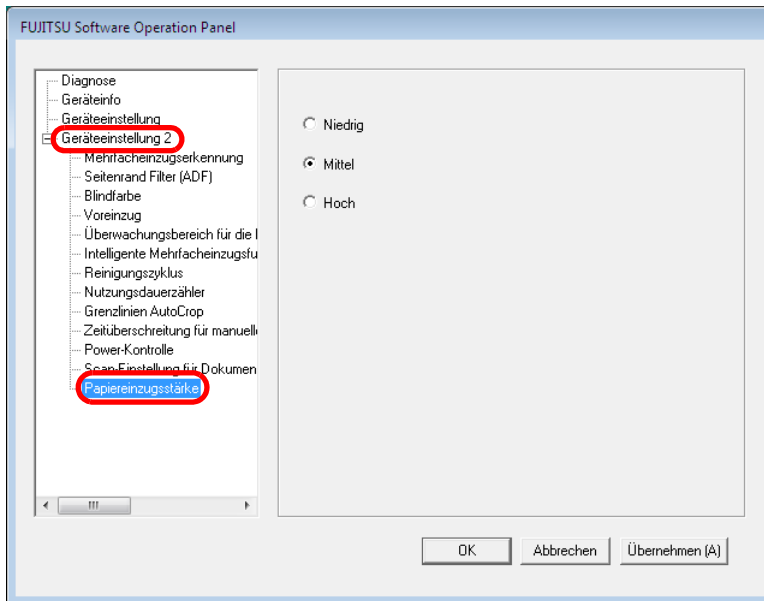 FUJITSU Software Operation Panel
Diagnose
Geräteinfo
Geräteeinstellung
Geräteeinstellung 2
Mehrfacheinzugserkennung
Seitenrand Filter (ADF)
Blindfarbe
Voreinzug
Überwachungsbereich für die
Intelligente Mehrfacheinzugsfu
Reinigungszyklus
Nutzungsdauerzähler
Grenzlinien AutoCrop
Zeitüberschreitung für manuelle
Power-Kontrolle
Scan-Einstellung für Dokumen
Papiereinzugsstärke
Niedrig
Mittel
Hoch
OK Abbrechen Übernehmen (A)